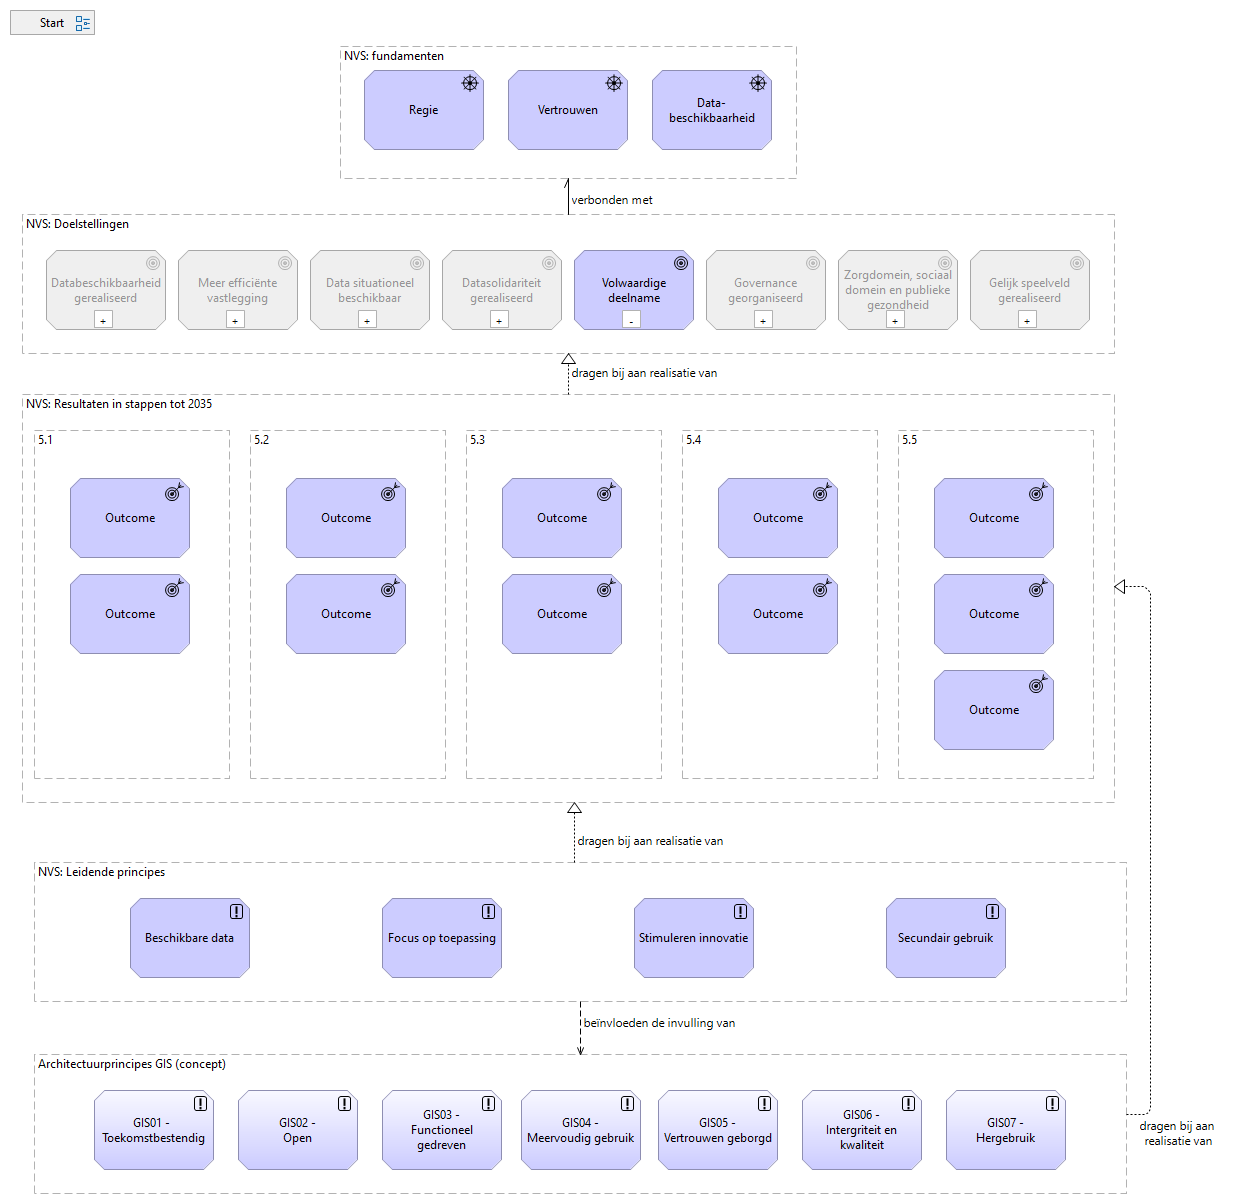 Start
NVS: fundamenten
Regie
Vertrouwen
Data-
beschikbaarheid
verbonden met
NVS: Doelstellingen
Databeschikbaarheid
gerealiseerd
+
Meer efficiënte
vastlegging
+
Data situationeel
beschikbaar
+
Datasolidariteit
gerealiseerd
+
Volwaardige
deelname
-
Governance
georganiseerd
+
Zorgdomein, sociaal
domein en publieke
gezondheid
+
Gelijk speelveld
gerealiseerd
+
dragen bij aan realisatie van
NVS: Resultaten in stappen tot 2035
5.1
Outcome
Outcome
5.2
Outcome
Outcome
5.3
Outcome
Outcome
5.4
Outcome
Outcome
5.5
Outcome
Outcome
Outcome
dragen bij aan realisatie van
NVS: Leidende principes
Beschikbare data
Focus op toepassing
Stimuleren innovatie
Secundair gebruik
beïnvloeden de invulling van
Architectuurprincipes GIS (concept)
GIS01 -
Toekomstbestendig
GIS02 -
Open
GIS03 -
Functioneel
gedreven
GIS04 -
Meervoudig gebruik
GIS05 -
Vertrouwen geborgd
GIS06 -
Intergriteit en
kwaliteit
GIS07 -
Hergebruik
dragen bij aan
realisatie van